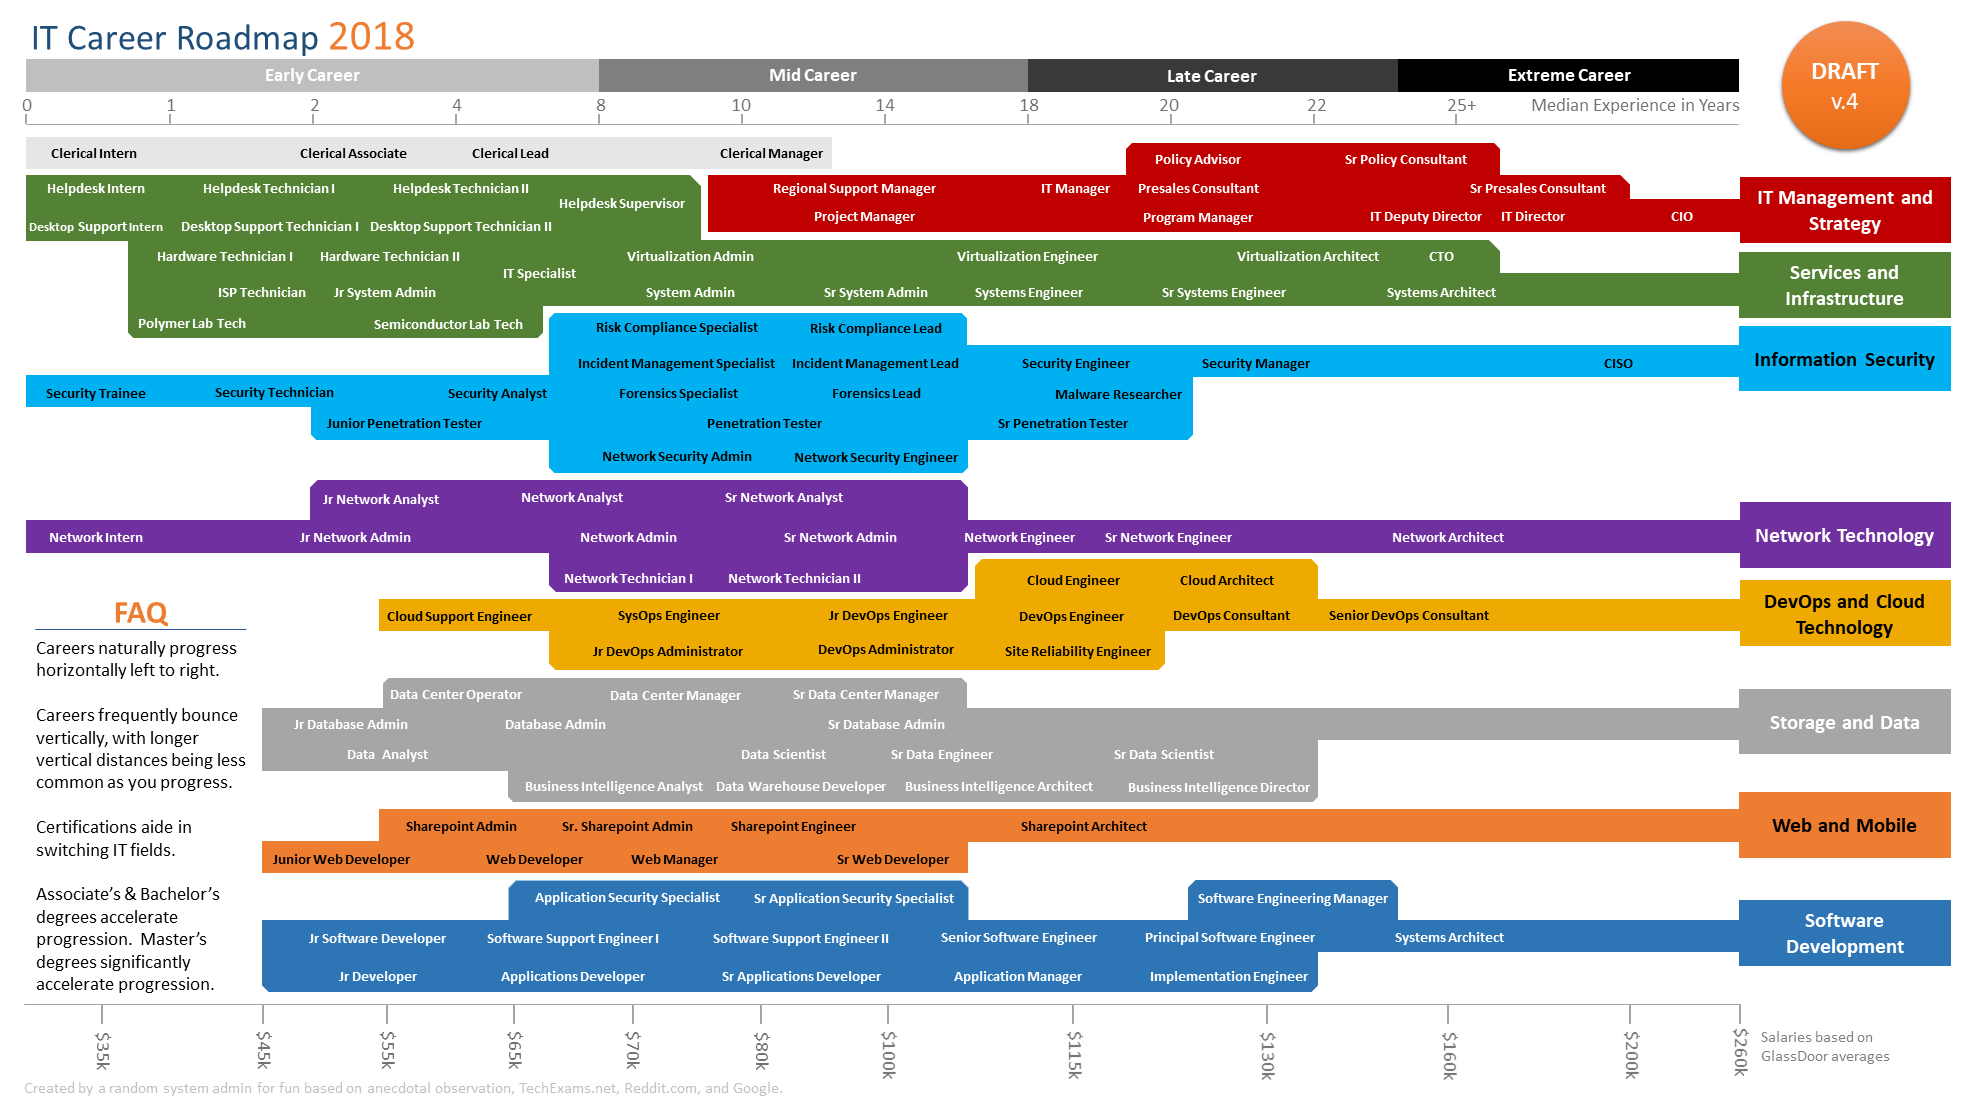 IT Career Roadmap 2018
DRAFT
v.4
Early Career
Mid Career
Late Career
Extreme Career
0
1
2
4
8
10
14
18
20
22
25+
Median Experience in Years
Clerical Intern
Clerical Associate
Clerical Lead
Clerical Manager
Policy Advisor
Sr Policy Consultant
Regional Support Manager
IT Manager
Presales Consultant
Sr Presales Consultant
Project Manager
Program Manager
IT Deputy Director
IT Director
CIO
IT Management and
Strategy
Helpdesk Intern
Helpdesk Technician I
Helpdesk Technician II
Helpdesk Supervisor
Desktop Support Intern
Desktop Support Technician I
Desktop Support Technician II
Hardware Technician I
Hardware Technician II
IT Specialist
Virtualization Admin
Virtualization Engineer
Virtualization Architect
CTO
ISP Technician
Jr System Admin
System Admin
Sr System Admin
Systems Engineer
Sr Systems Engineer
Systems Architect
Polymer Lab Tech
Semiconductor Lab Tech
Services and
Infrastructure
Risk Compliance Specialist
Risk Compliance Lead
Incident Management Specialist
Incident Management Lead
Security Engineer
Security Manager
CISO
Security Trainee
Security Technician
Security Analyst
Forensics Specialist
Forensics Lead
Malware Researcher
Junior Penetration Tester
Penetration Tester
Sr Penetration Tester
Network Security Admin
Network Security Engineer
Information Security
Jr Network Analyst
Network Analyst
Sr Network Analyst
Network Intern
Jr Network Admin
Network Admin
Sr Network Admin
Network Engineer
Sr Network Engineer
Network Architect
Network Technician I
Network Technician II
Network Technology
Cloud Engineer
Cloud Architect
Cloud Support Engineer
SysOps Engineer
Jr DevOps Engineer
DevOps Engineer
DevOps Consultant
Senior DevOps Consultant
Jr DevOps Administrator
DevOps Administrator
Site Reliability Engineer
DevOps and Cloud
Technology
Data Center Operator
Data Center Manager
Sr Data Center Manager
Jr Database Admin
Database Admin
Sr Database Admin
Data Analyst
Data Scientist
Sr Data Engineer
Sr Data Scientist
Business Intelligence Analyst
Data Warehouse Developer
Business Intelligence Architect
Business Intelligence Director
Storage and Data
Sharepoint Admin
Sr. Sharepoint Admin
Sharepoint Engineer
Sharepoint Architect
Junior Web Developer
Web Developer
Web Manager
Sr Web Developer
Web and Mobile
Application Security Specialist
Sr Application Security Specialist
Software Engineering Manager
Jr Software Developer
Software Support Engineer I
Software Support Engineer II
Senior Software Engineer
Principal Software Engineer
Systems Architect
Jr Developer
Applications Developer
Sr Applications Developer
Application Manager
Implementation Engineer
Software
Development
FAQ
Careers naturally progress
horizontally left to right.
Careers frequently bounce
vertically, with longer
vertical distances being less
common as you progress.
Certifications aide in
switching IT fields.
Associate’s & Bachelor’s
degrees accelerate
progression. Master’s
degrees significantly
accelerate progression.
$35k
$45k
$55k
$65k
$70k
$80k
$100k
$115k
$130k
$160k
$200k
$260k
Salaries based on
GlassDoor averages
Created by a random system admin for fun based on anecdotal observation, TechExams.net, Reddit.com, and Google.